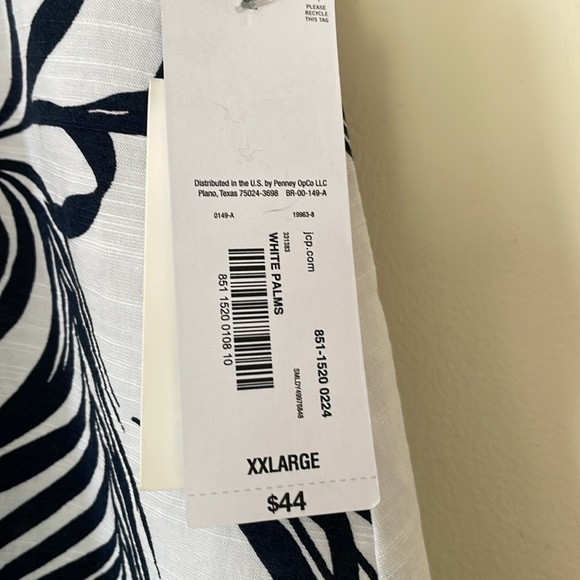 PLEASE
RECYCLE
THIS TAG
Distributed in the U.S. by Penney OpCo LLC
Plano, Texas 75024-3698 BR-00-149-A
0149-A 19963-8
jcp.com
331383
WHITE PALMS
851 1520 0108 10
851-1520 0224
SMLDY49976848
XXLARGE
$44